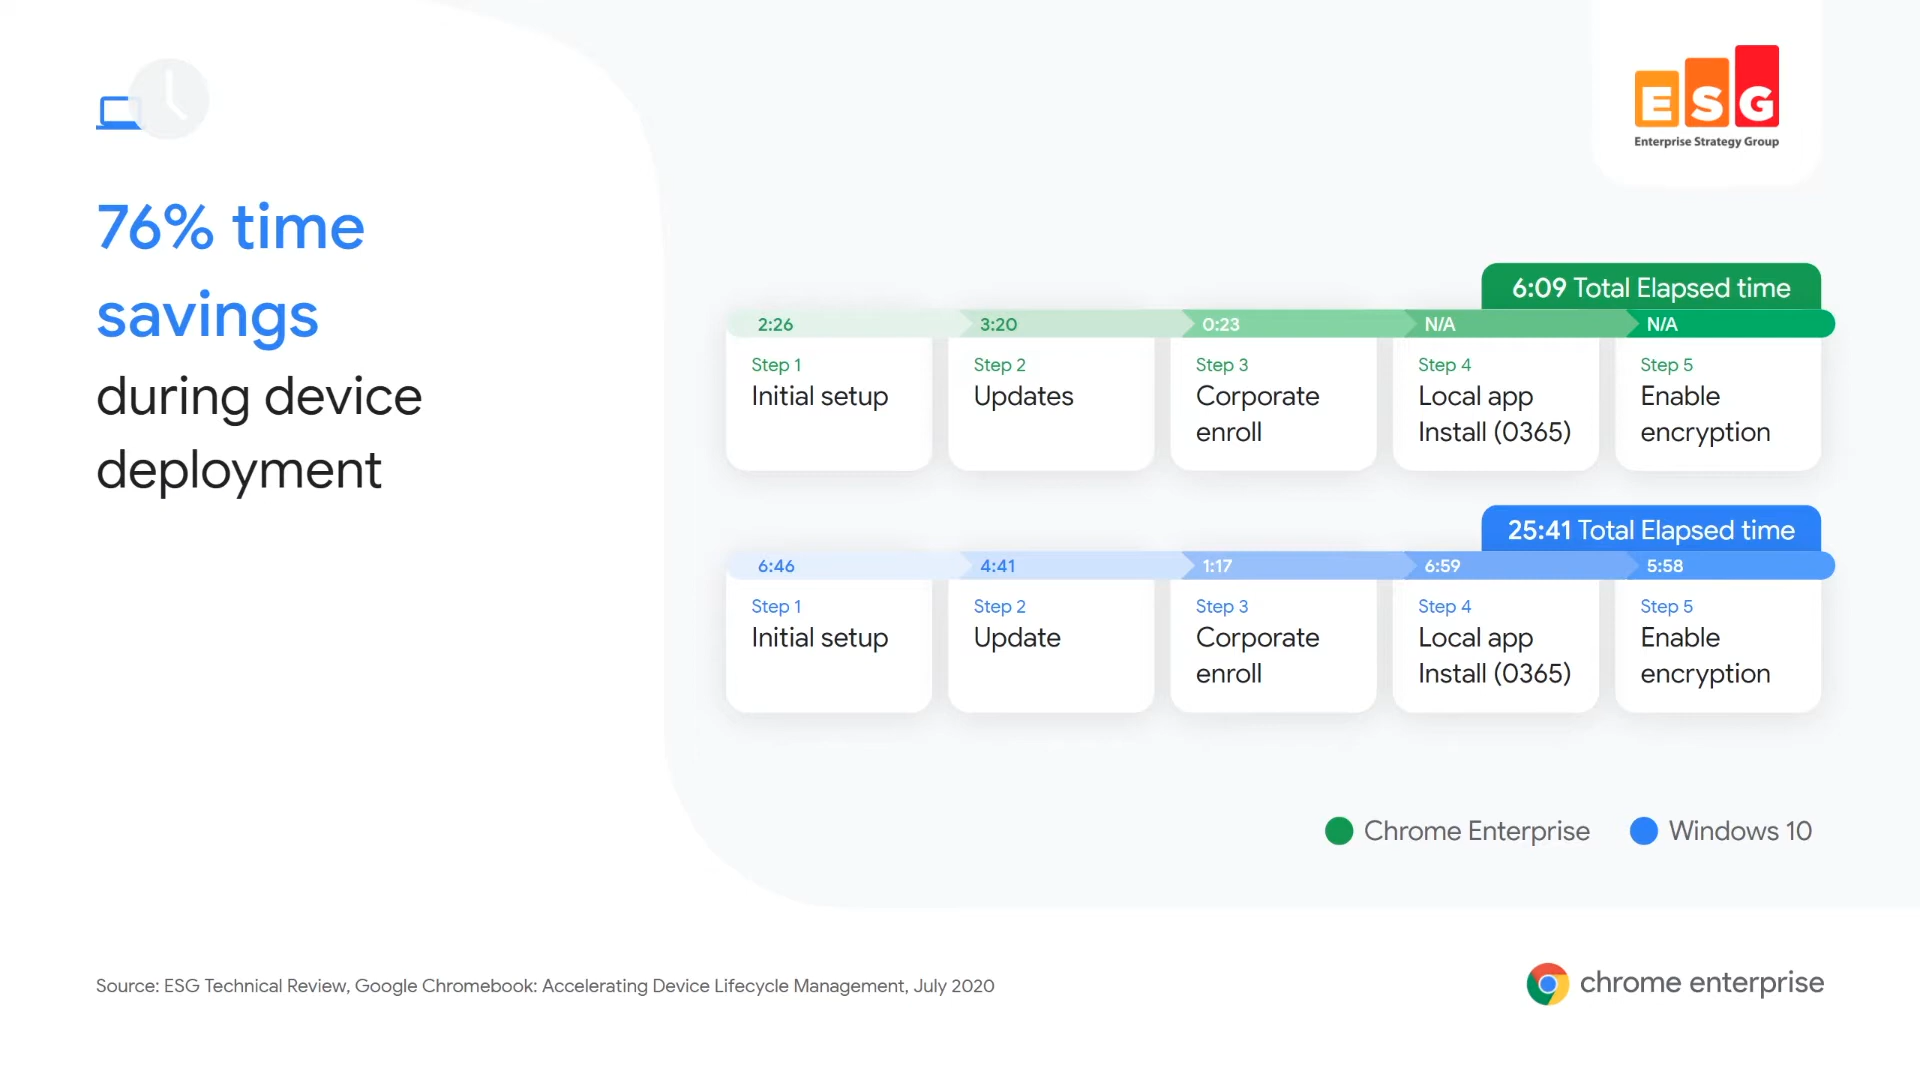 76% time
savings
during device
deployment
ESG
Enterprise Strategy Group
6:09 Total Elapsed time
2:26
3:20
0:23
N/A
N/A
Step 1
Initial setup
Step 2
Updates
Step 3
Corporate
enroll
Step 4
Local app
Install (0365)
Step 5
Enable
encryption
25:41 Total Elapsed time
6:46
4:41
1:17
6:59
5:58
Step 1
Initial setup
Step 2
Update
Step 3
Corporate
enroll
Step 4
Local app
Install (0365)
Step 5
Enable
encryption
Chrome Enterprise
Windows 10
Source: ESG Technical Review, Google Chromebook: Accelerating Device Lifecycle Management, July 2020
chrome enterprise